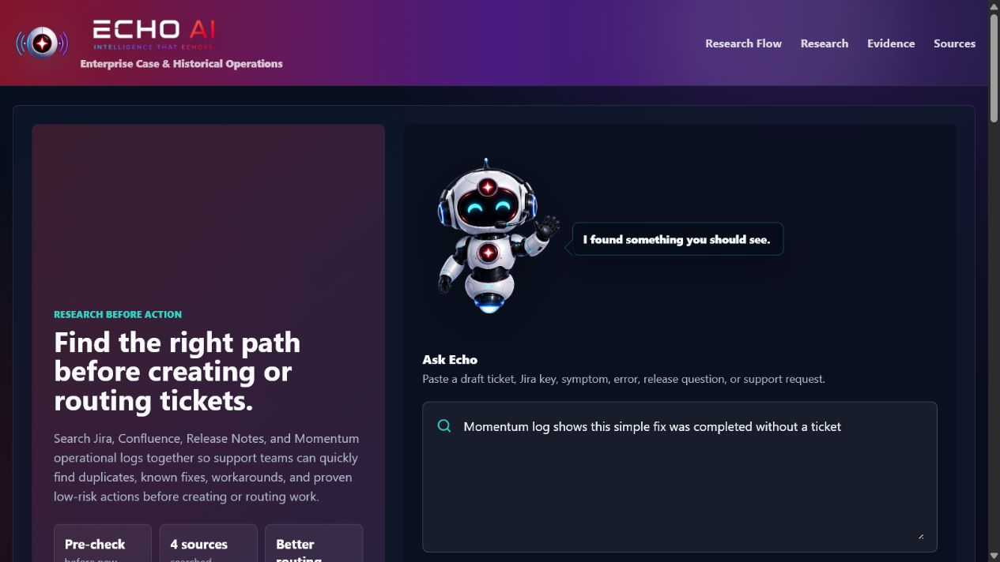 ECHO AI
INTELLIGENCE THAT ECHOES.
Enterprise Case & Historical Operations
Research Flow
Research
Evidence
Sources
RESEARCH BEFORE ACTION
Find the right path
before creating or
routing tickets.
Search Jira, Confluence, Release Notes, and Momentum
operational logs together so support teams can quickly
find duplicates, known fixes, workarounds, and proven
low-risk actions before creating or routing work.
Pre-check
before new
4 sources
searched
Better
routing
I found something you should see.
Ask Echo
Paste a draft ticket, Jira key, symptom, error, release question, or support request.
Momentum log shows this simple fix was completed without a ticket